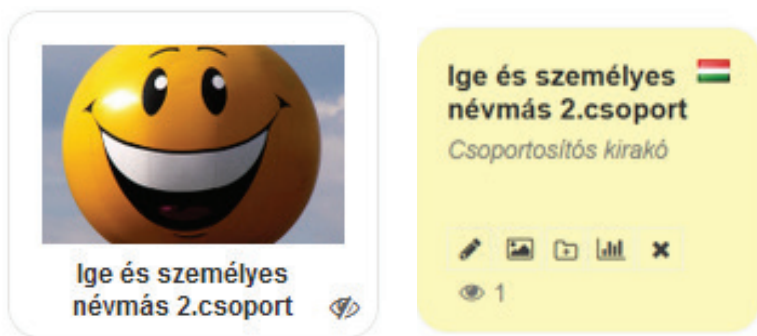 Ige és személyes
névmás 2.csoport
Ige és személyes
névmás 2.csoport
Csoportosítós kirakó
1